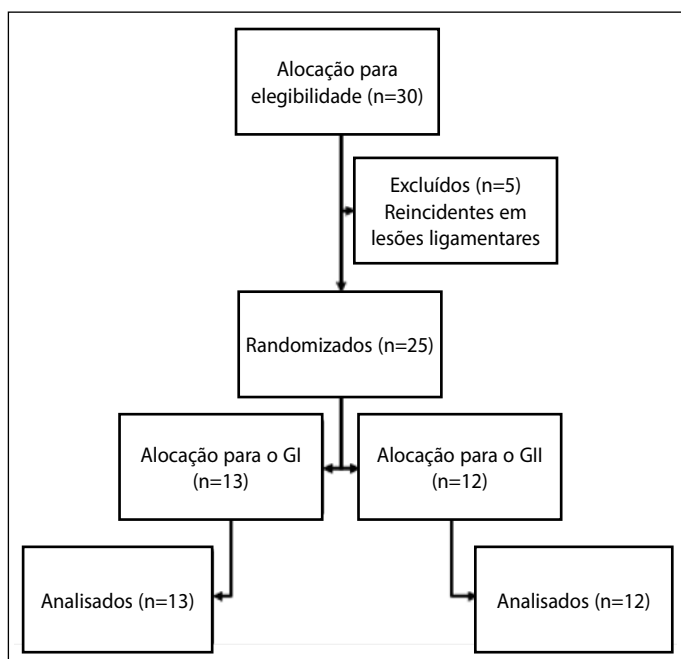 Alocação para
elegibilidade (n=30)
Excluídos (n=5)
Reincidentes em
lesões ligamentares
Randomizados (n=25)
Alocação para o GI
(n=13)
Alocação para o GII
(n=12)
Analisados (n=13)
Analisados (n=12)